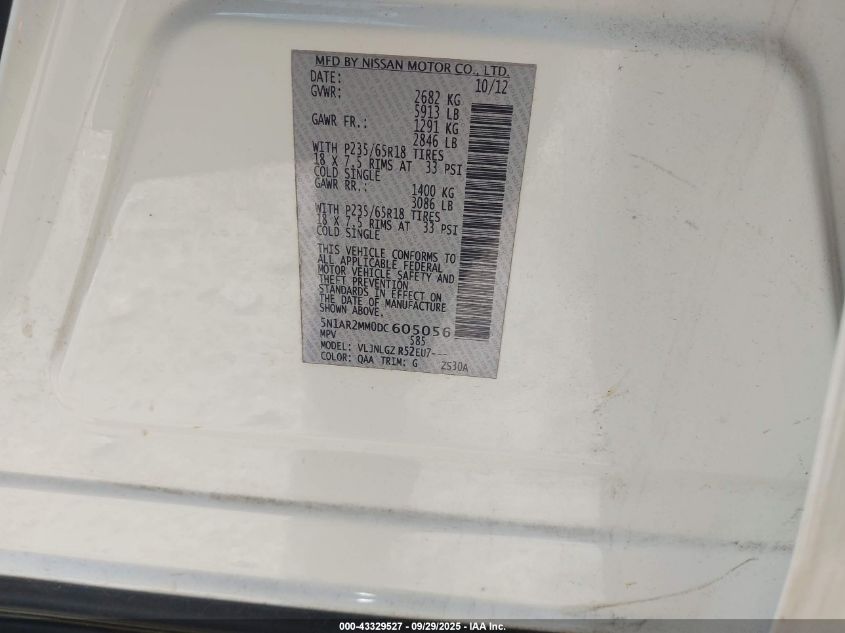 MFD BY NISSAN MOTOR CO., LTD.
DATE: 10/12
GVWR: 2682 KG
5913 LB
GAWR FR.: 1291 KG
2846 LB
WITH P235/65R18 TIRES
18 X 7.5 RIMS AT 33 PSI
COLD SINGLE
GAWR RR.: 1400 KG
3086 LB
WITH P235/65R18 TIRES
18 X 7.5 RIMS AT 33 PSI
COLD SINGLE
THIS VEHICLE CONFORMS TO
ALL APPLICABLE FEDERAL
MOTOR VEHICLE SAFETY AND
THEFT PREVENTION
STANDARDS IN EFFECT ON
THE DATE OF MANUFACTURE
SHOWN ABOVE.
5N1AR2MM0DC605056
MPV S85
MODEL: VLJNLGZ R52EU7---
COLOR: QAA TRIM: G 2S30A
000-43329527 - 09/29/2025 - IAA Inc.